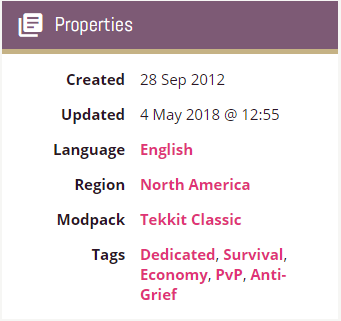 Properties
Created 28 Sep 2012
Updated 4 May 2018 @ 12:55
Language English
Region North America
Modpack Tekkit Classic
Tags Dedicated, Survival,
Economy, PvP, Anti-
Grief